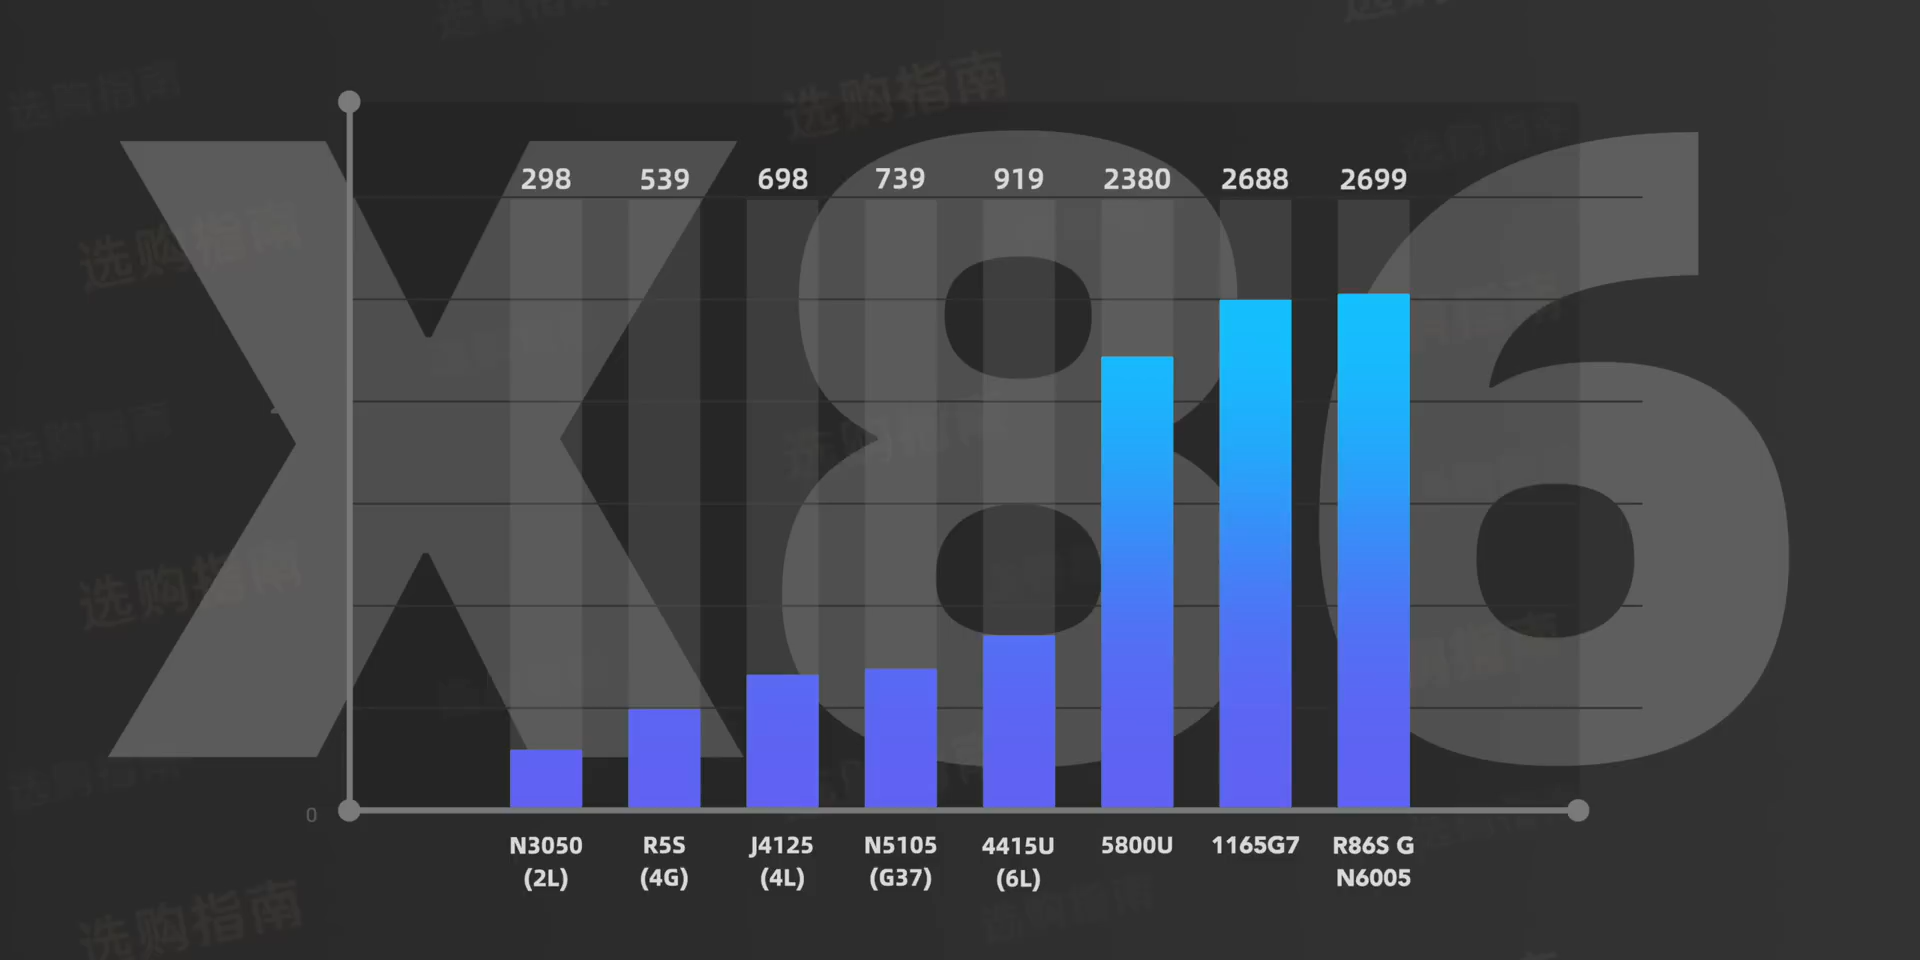 选购指南
X86
298 539 698 739 919 2380 2688 2699
0
N3050 R5S J4125 N5105 4415U 5800U 1165G7 R86S G
(2L) (4G) (4L) (G37) (6L) N6005